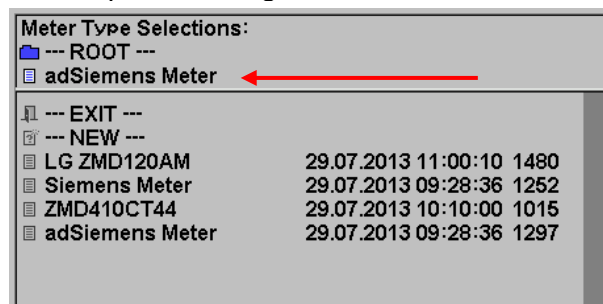 Meter Type Selections:
--- ROOT ---
adSiemens Meter
--- EXIT ---
--- NEW ---
LG ZMD120AM 29.07.2013 11:00:10 1480
Siemens Meter 29.07.2013 09:28:36 1252
ZMD410CT44 29.07.2013 10:10:00 1015
adSiemens Meter 29.07.2013 09:28:36 1297